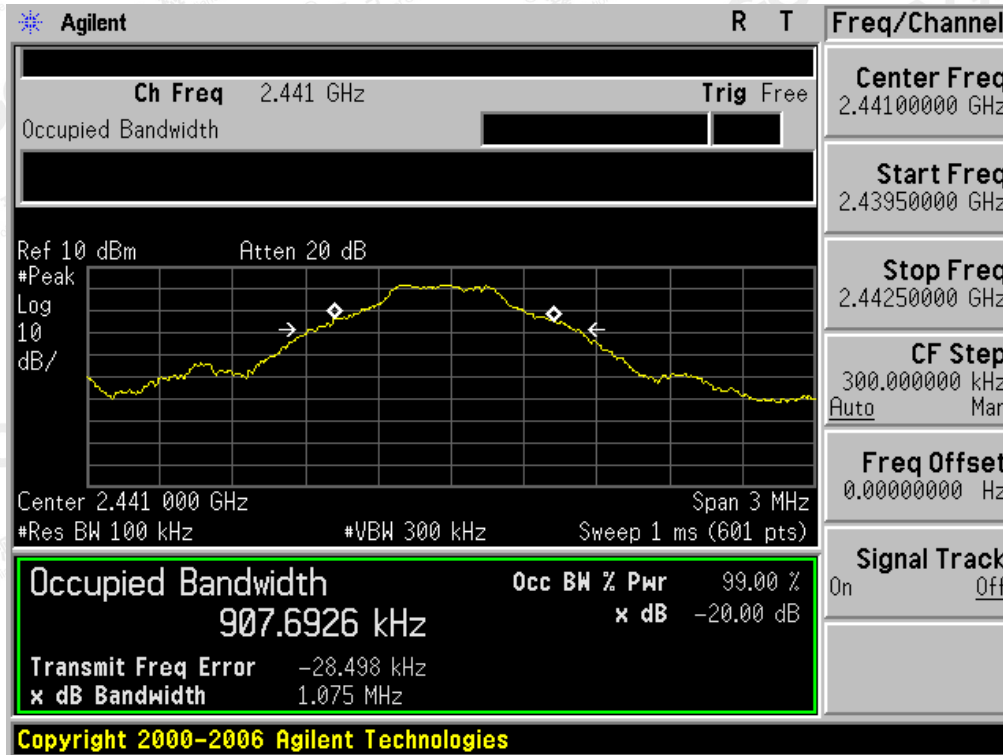 Agilent R T Freq/Channel
Ch Freq 2.441 GHz Trig Free
Occupied Bandwidth
Center Freq
2.44100000 GHz
Start Freq
2.43950000 GHz
Stop Freq
2.44250000 GHz
CF Step
300.000000 kHz
Auto Man
Freq Offset
0.00000000 Hz
Signal Track
On Off
Ref 10 dBm Atten 20 dB
#Peak
Log
10
dB/
Center 2.441 000 GHz Span 3 MHz
#Res BW 100 kHz #VBW 300 kHz Sweep 1 ms (601 pts)
Occupied Bandwidth Occ BW % Pwr 99.00 %
907.6926 kHz x dB -20.00 dB
Transmit Freq Error -28.498 kHz
x dB Bandwidth 1.075 MHz
Copyright 2000-2006 Agilent Technologies